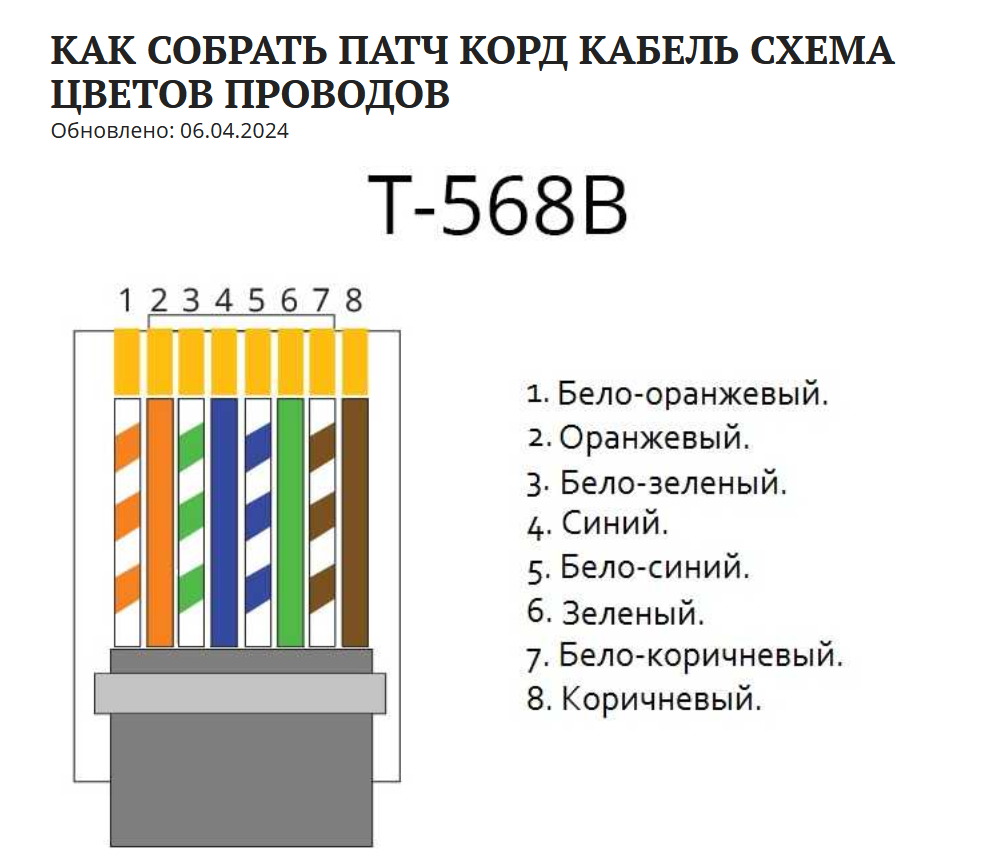 КАК СОБРАТЬ ПАТЧ КОРД КАБЕЛЬ СХЕМА
ЦВЕТОВ ПРОВОДОВ
Обновлено: 06.04.2024
T-568B
1 2 3 4 5 6 7 8
1. Бело-оранжевый.
2. Оранжевый.
3. Бело-зеленый.
4. Синий.
5. Бело-синий.
6. Зеленый.
7. Бело-коричневый.
8. Коричневый.